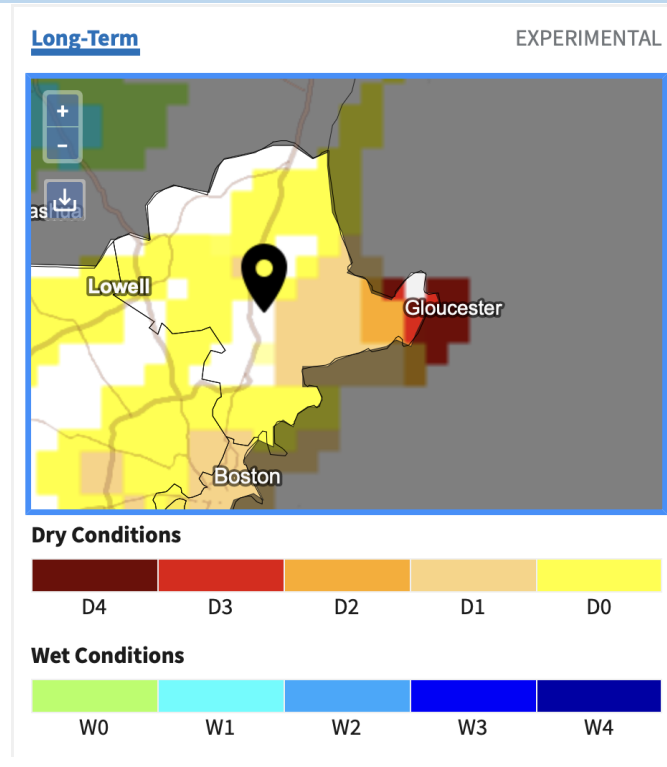 Long-Term EXPERIMENTAL
+
-
ashua
Lowell
Gloucester
Boston
Dry Conditions
D4 D3 D2 D1 D0
Wet Conditions
W0 W1 W2 W3 W4